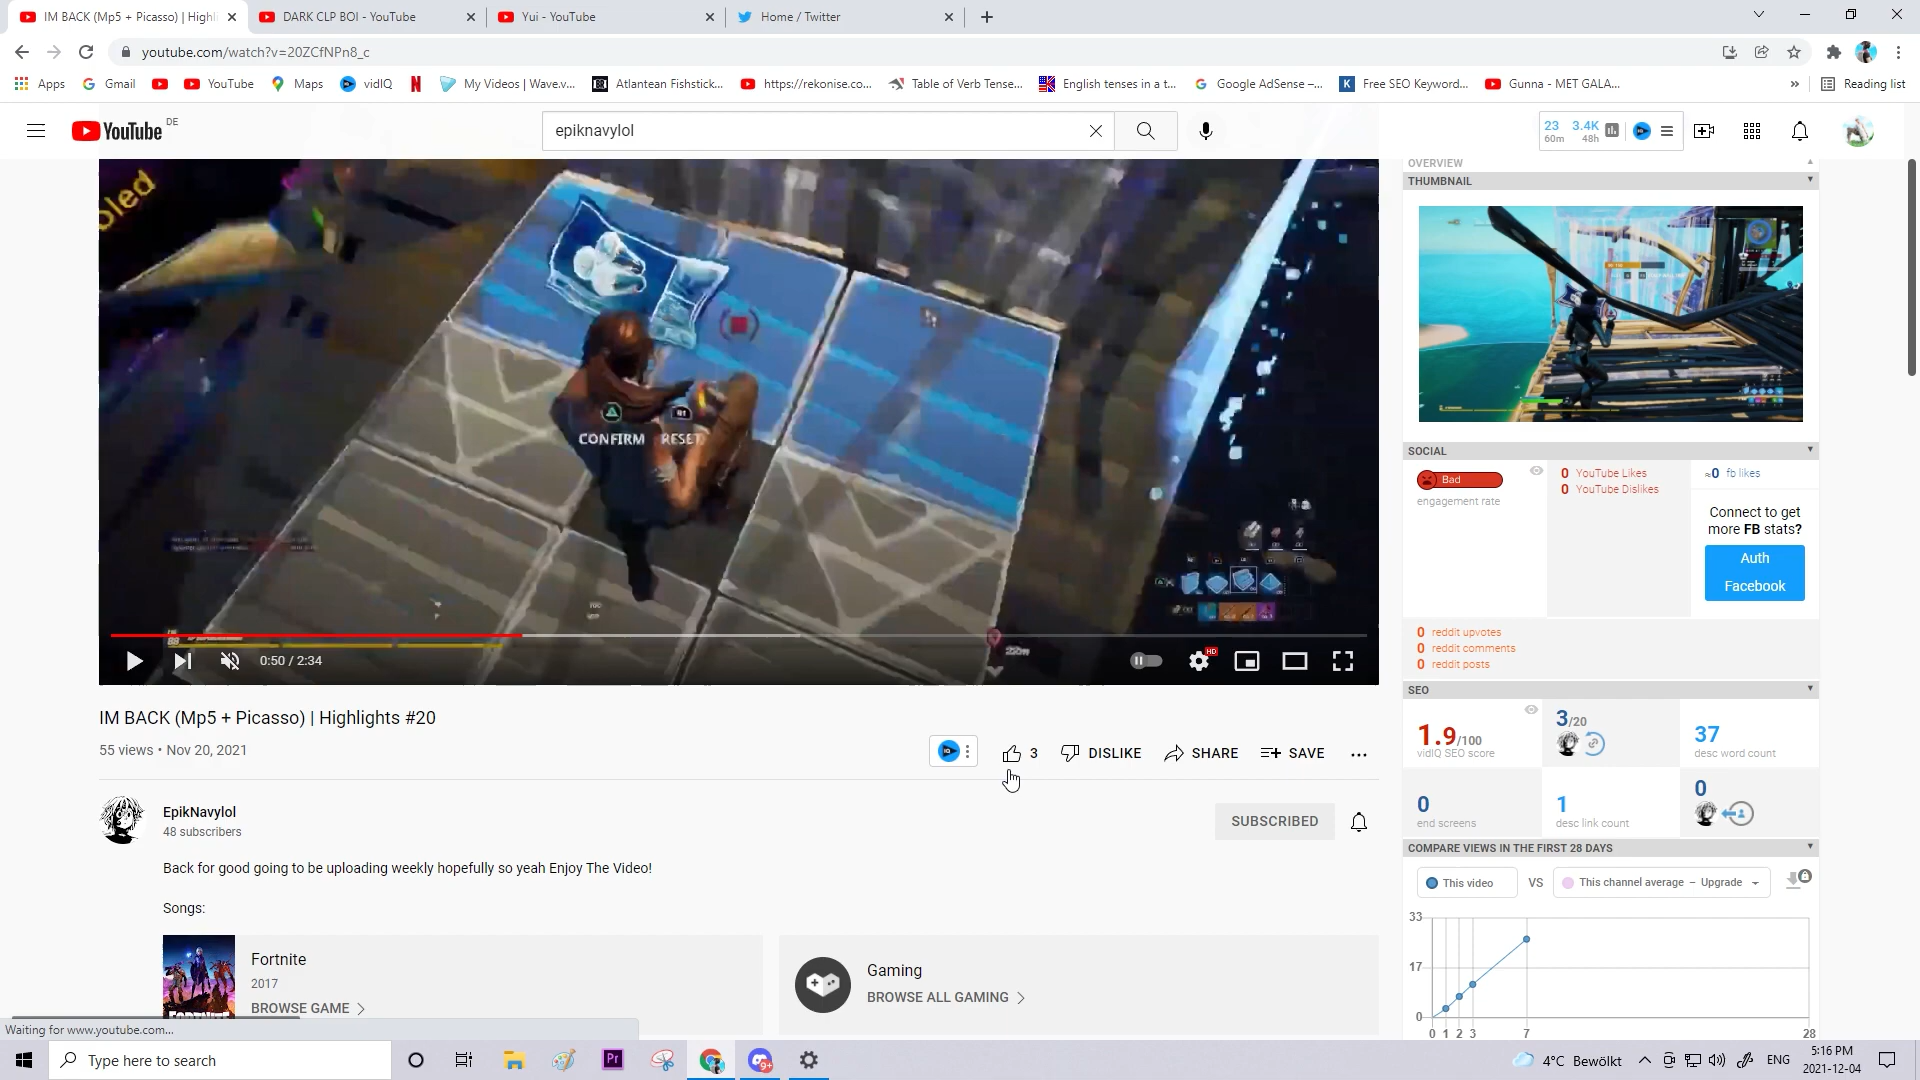 IM BACK (Mp5 + Picasso) | Highli
DARK CLP BOI - YouTube
Yui - YouTube
Home / Twitter
youtube.com/watch?v=20ZCfNPn8_c
Apps
Gmail
YouTube
Maps
vidIQ
My Videos | Wave.v...
Atlantean Fishstick...
https://rekonise.co...
Table of Verb Tense...
English tenses in a t...
Google AdSense –...
Free SEO Keyword...
Gunna - MET GALA...
»
Reading list
YouTube DE
epiknavylol
23
60m
3.4K
48h
oled
CONFIRM RESET
0:50 / 2:34
HD
IM BACK (Mp5 + Picasso) | Highlights #20
55 views • Nov 20, 2021
3
DISLIKE
SHARE
SAVE
EpikNavylol
48 subscribers
SUBSCRIBED
Back for good going to be uploading weekly hopefully so yeah Enjoy The Video!
Songs:
Fortnite
2017
BROWSE GAME
FORTNITE
Gaming
BROWSE ALL GAMING
OVERVIEW
THUMBNAIL
SOCIAL
Bad
engagement rate
0 YouTube Likes
0 YouTube Dislikes
≈0 fb likes
Connect to get
more FB stats?
Auth
Facebook
0 reddit upvotes
0 reddit comments
0 reddit posts
SEO
1.9/100
vidIQ SEO score
3/20
37
desc word count
0
end screens
1
desc link count
0
COMPARE VIEWS IN THE FIRST 28 DAYS
This video
VS
This channel average – Upgrade
33
17
0
0 1 2 3 7 28
Waiting for www.youtube.com...
Type here to search
Pr
9+
4°C Bewölkt
ENG
5:16 PM
2021-12-04